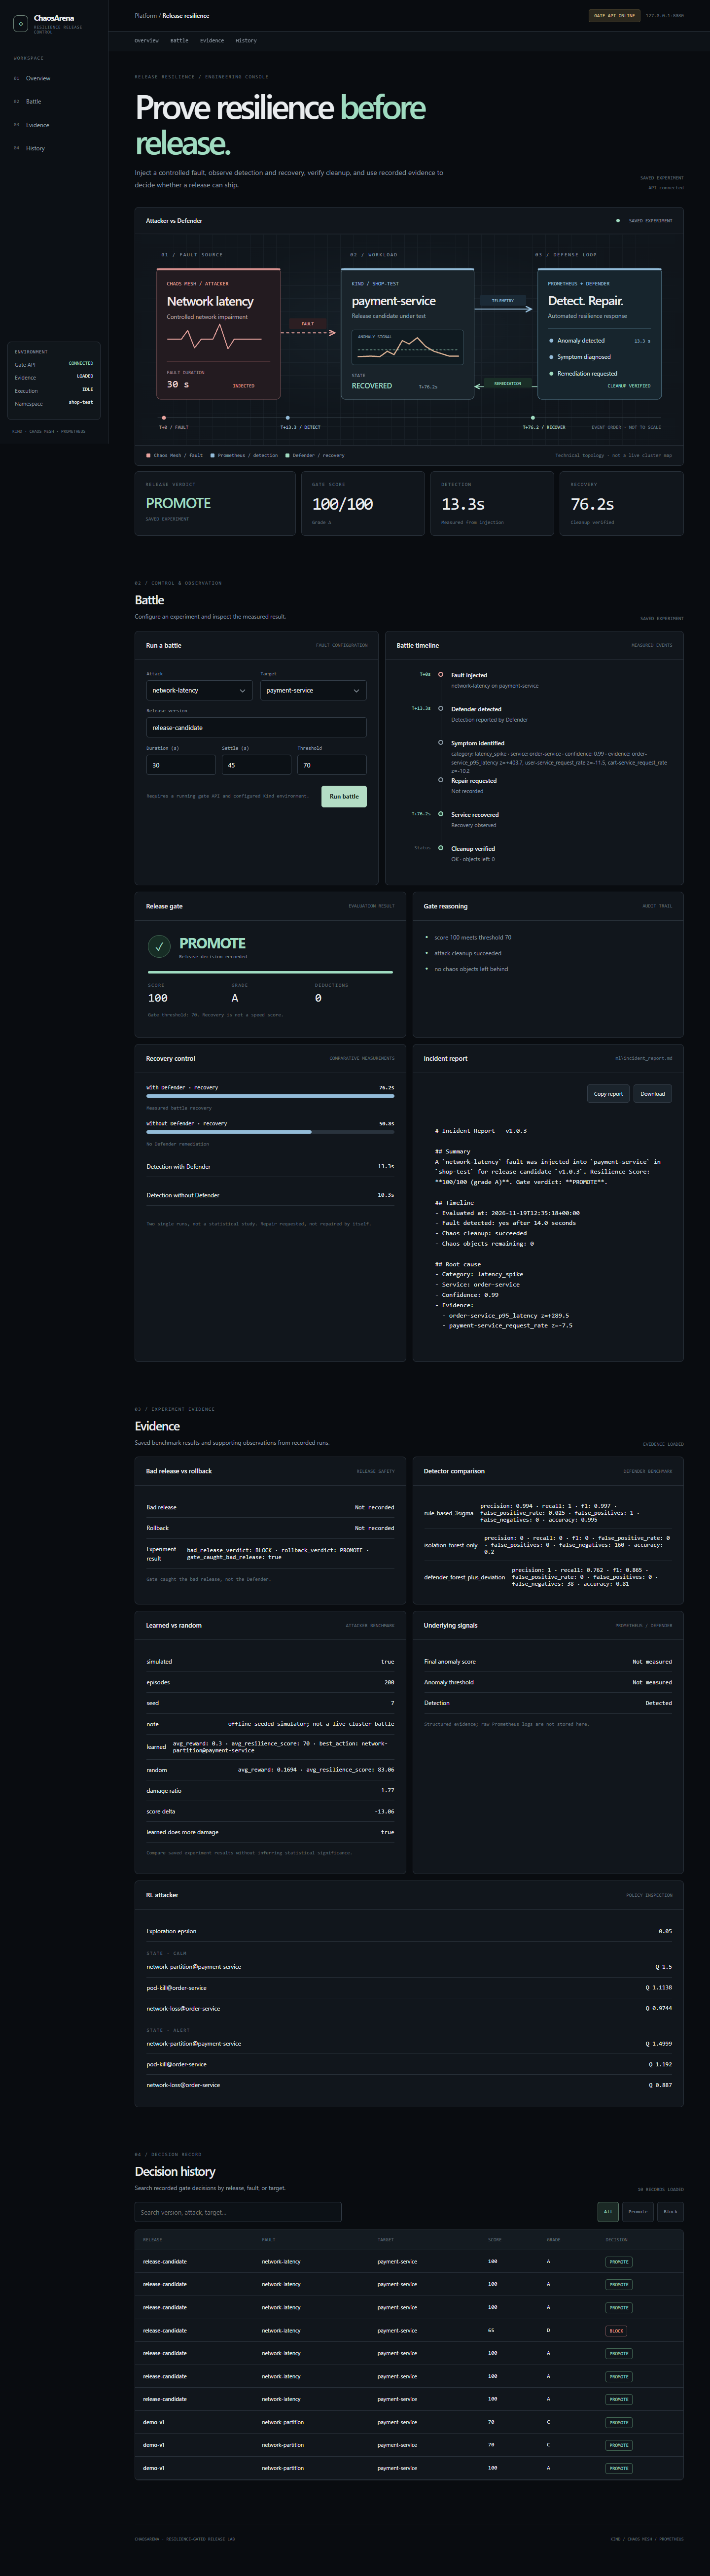 ChaosArena
RESILIENCE RELEASE
CONTROL
WORKSPACE
01 Overview
02 Battle
03 Evidence
04 History
ENVIRONMENT
Gate API CONNECTED
Evidence LOADED
Execution IDLE
Namespace shop-test
KIND · CHAOS MESH · PROMETHEUS
Platform / Release resilience
GATE API ONLINE
127.0.0.1:8080
Overview Battle Evidence History
RELEASE RESILIENCE / ENGINEERING CONSOLE
Prove resilience before
release.
Inject a controlled fault, observe detection and recovery, verify cleanup, and use recorded evidence to
decide whether a release can ship.
SAVED EXPERIMENT
API connected
Attacker vs Defender
SAVED EXPERIMENT
01 / FAULT SOURCE
02 / WORKLOAD
03 / DEFENSE LOOP
CHAOS MESH / ATTACKER
Network latency
Controlled network impairment
FAULT DURATION
30 s
INJECTED
FAULT
KIND / SHOP-TEST
payment-service
Release candidate under test
ANOMALY SIGNAL
STATE
RECOVERED
T+76.2s
TELEMETRY
REMEDIATION
PROMETHEUS + DEFENDER
Detect. Repair.
Automated resilience response
Anomaly detected 13.3 s
Symptom diagnosed
Remediation requested
CLEANUP VERIFIED
T+0 / FAULT
T+13.3 / DETECT
T+76.2 / RECOVER
EVENT ORDER · NOT TO SCALE
Chaos Mesh / Fault
Prometheus / detection
Defender / recovery
Technical topology · not a live cluster map
RELEASE VERDICT
PROMOTE
SAVED EXPERIMENT
GATE SCORE
100/100
Grade A
DETECTION
13.3s
Measured from injection
RECOVERY
76.2s
Cleanup verified
02 / CONTROL & OBSERVATION
Battle
Configure an experiment and inspect the measured result.
SAVED EXPERIMENT
Run a battle
FAULT CONFIGURATION
Attack
network-latency
Target
payment-service
Release version
release-candidate
Duration (s)
30
Settle (s)
45
Threshold
70
Requires a running gate API and configured Kind environment.
Run battle
Battle timeline
MEASURED EVENTS
T+0s Fault injected
network-latency on payment-service
T+13.3s Defender detected
Detection reported by Defender
Symptom identified
category: latency_spike · service: order-service · confidence: 0.99 · evidence: order-
service_p95_latency z=+403.7, user-service_request_rate z=-11.3, cart-service_request_rate
z=-10.2
Repair requested
Not recorded
T+76.2s Service recovered
Recovery observed
Status Cleanup verified
OK · objects left: 0
Release gate
EVALUATION RESULT
PROMOTE
Release decision recorded
SCORE
100
GRADE
A
DEDUCTIONS
0
Gate threshold: 70. Recovery is not a speed score.
Gate reasoning
AUDIT TRAIL
score 100 meets threshold 70
attack cleanup succeeded
no chaos objects left behind
Recovery control
COMPARATIVE MEASUREMENTS
With Defender · recovery 76.2s
Measured battle recovery
Without Defender · recovery 50.8s
No Defender remediation
Detection with Defender 13.3s
Detection without Defender 10.3s
Two single runs, not a statistical study. Repair requested, not repaired by itself.
Incident report
ml\incident_report.md
Copy report
Download
# Incident Report - v1.0.3
## Summary
A `network-latency` fault was injected into `payment-service` in
`shop-test` for release candidate `v1.0.3`. Resilience Score:
**100/100 (grade A)**. Gate verdict: **PROMOTE**.
## Timeline
- Evaluated at: 2026-11-19T12:35:18+00:00
- Fault detected: yes after 14.0 seconds
- Chaos cleanup: succeeded
- Chaos objects remaining: 0
## Root cause
- Category: latency_spike
- Service: order-service
- Confidence: 0.99
- Evidence:
- order-service_p95_latency z=+289.5
- payment-service_request_rate z=-7.5
03 / EXPERIMENT EVIDENCE
Evidence
Saved benchmark results and supporting observations from recorded runs.
EVIDENCE LOADED
Bad release vs rollback
RELEASE SAFETY
Bad release Not recorded
Rollback Not recorded
Experiment
result
bad_release_verdict: BLOCK · rollback_verdict: PROMOTE ·
gate_caught_bad_release: true
Gate caught the bad release, not the Defender.
Detector comparison
DEFENDER BENCHMARK
rule_based_3sigma
precision: 0.994 · recall: 1 · f1: 0.997 ·
false_positive_rate: 0.025 · false_positives: 1 ·
false_negatives: 0 · accuracy: 0.995
isolation_forest_only
precision: 0 · recall: 0 · f1: 0 · false_positive_rate: 0
· false_positives: 0 · false_negatives: 160 · accuracy:
0.2
defender_forest_plus_deviation
precision: 1 · recall: 0.762 · f1: 0.865 ·
false_positive_rate: 0 · false_positives: 0 ·
false_negatives: 38 · accuracy: 0.81
Learned vs random
ATTACKER BENCHMARK
simulated true
episodes 200
seed 7
note offline seeded simulator; not a live cluster battle
learned
avg_reward: 0.3 · avg_resilience_score: 70 · best_action: network-
partition@payment-service
random avg_reward: 0.1694 · avg_resilience_score: 83.06
damage ratio 1.77
score delta -13.06
learned does more damage true
Compare saved experiment results without inferring statistical significance.
Underlying signals
PROMETHEUS / DEFENDER
Final anomaly score Not measured
Anomaly threshold Not measured
Detection Detected
Structured evidence; raw Prometheus logs are not stored here.
RL attacker
POLICY INSPECTION
Exploration epsilon 0.05
STATE · CALM
network-partition@payment-service Q 1.5
pod-kill@order-service Q 1.1138
network-loss@order-service Q 0.9744
STATE · ALERT
network-partition@payment-service Q 1.4999
pod-kill@order-service Q 1.192
network-loss@order-service Q 0.887
04 / DECISION RECORD
Decision history
Search recorded gate decisions by release, fault, or target.
10 RECORDS LOADED
Search version, attack, target...
All Promote Block
RELEASE FAULT TARGET SCORE GRADE DECISION
release-candidate network-latency payment-service 100 A PROMOTE
release-candidate network-latency payment-service 100 A PROMOTE
release-candidate network-latency payment-service 100 A PROMOTE
release-candidate network-latency payment-service 65 D BLOCK
release-candidate network-latency payment-service 100 A PROMOTE
release-candidate network-latency payment-service 100 A PROMOTE
release-candidate network-latency payment-service 100 A PROMOTE
demo-v1 network-partition payment-service 70 C PROMOTE
demo-v1 network-partition payment-service 70 C PROMOTE
demo-v1 network-partition payment-service 100 A PROMOTE
CHAOSARENA · RESILIENCE-GATED RELEASE LAB
KIND / CHAOS MESH / PROMETHEUS